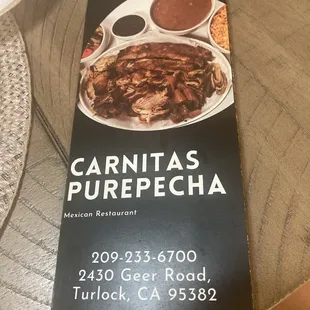 CARNITAS
PUREPECHA
Mexican Restaurant
209-233-6700
2430 Geer Road,
Turlock, CA 95382